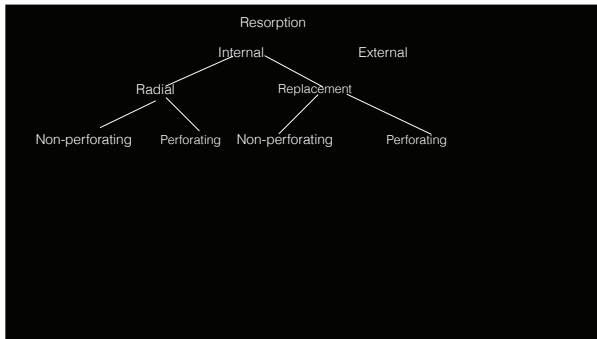 Resorption
Internal External
Radial Replacement
Non-perforating Perforating Non-perforating Perforating